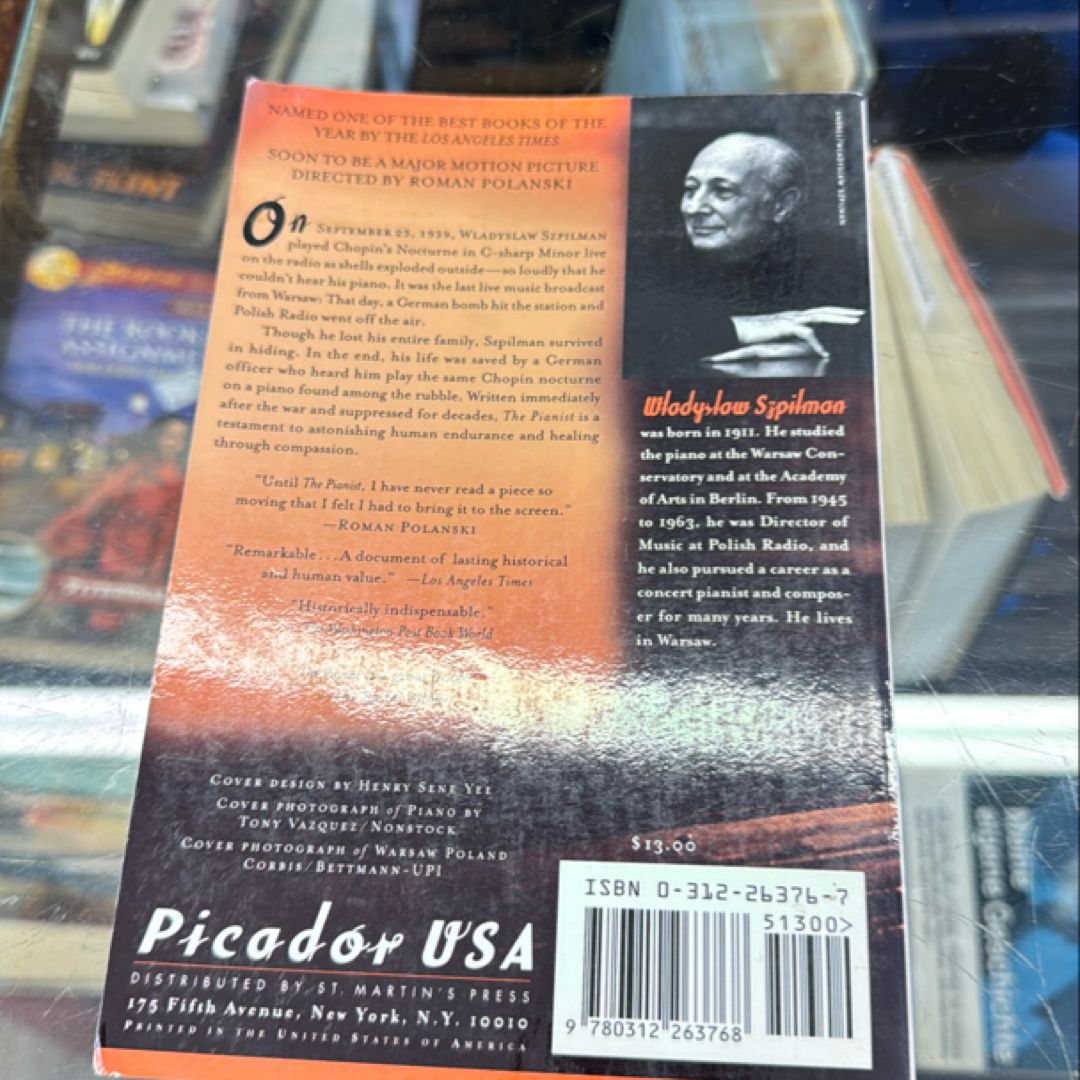 NAMED ONE OF THE BEST BOOKS OF THE
YEAR BY THE LOS ANGELES TIMES
SOON TO BE A MAJOR MOTION PICTURE
DIRECTED BY ROMAN POLANSKI
On SEPTEMBER 23, 1939, WLADYSLAW SZPILMAN
played Chopin's Nocturne in C-sharp Minor live
on the radio as shells exploded outside—so loudly that he
couldn't hear his piano. It was the last live music broadcast
from Warsaw: That day, a German bomb hit the station and
Polish Radio went off the air.
Though he lost his entire family, Szpilman survived
in hiding. In the end, his life was saved by a German
officer who heard him play the same Chopin nocturne
on a piano found among the rubble. Written immediately
after the war and suppressed for decades, The Pianist is a
testament to astonishing human endurance and healing
through compassion.
"Until The Pianist, I have never read a piece so
moving that I felt I had to bring it to the screen."
—ROMAN POLANSKI
"Remarkable...A document of lasting historical
and human value." —Los Angeles Times
"Historically indispensable."
—The Washington Post Book World
Wladyslaw Szpilman
was born in 1911. He studied
the piano at the Warsaw Con-
servatory and at the Academy
of Arts in Berlin. From 1945
to 1963, he was Director of
Music at Polish Radio, and
he also pursued a career as a
concert pianist and compos-
er for many years. He lives
in Warsaw.
COVER DESIGN BY HENRY SENE YEE
COVER PHOTOGRAPH of PIANO BY
TONY VAZQUEZ/NONSTOCK
COVER PHOTOGRAPH of WARSAW POLAND
CORBIS/BETTMANN-UPI
Picador USA
DISTRIBUTED BY ST. MARTIN'S PRESS
175 Fifth Avenue, New York, N.Y. 10010
PRINTED IN THE UNITED STATES OF AMERICA
$13.00
ISBN 0-312-26376-7
51300>
9 780312 263768
FLINT